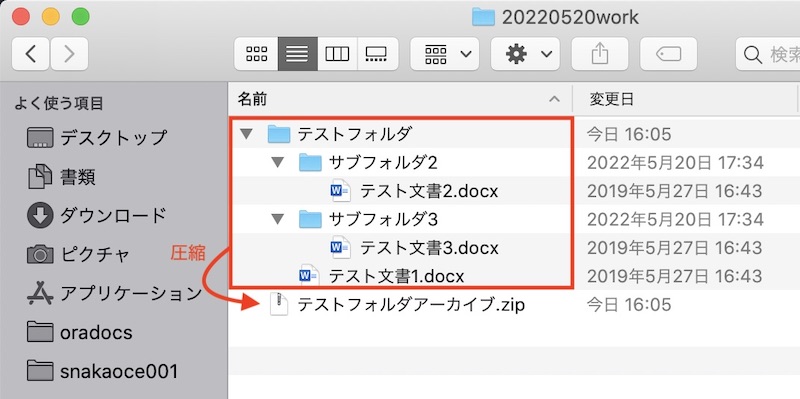 20220520work
検索
よく使う項目
名前 変更日
デスクトップ
テストフォルダ 今日 16:05
サブフォルダ2 2022年5月20日 17:34
書類
テスト文書2.docx 2019年5月27日 16:43
ダウンロード
サブフォルダ3 2022年5月20日 17:34
ピクチャ
圧縮
テスト文書3.docx 2019年5月27日 16:43
テスト文書1.docx 2019年5月27日 16:43
アプリケーション
テストフォルダアーカイブ.zip 今日 16:05
oradocs
snakaoce001